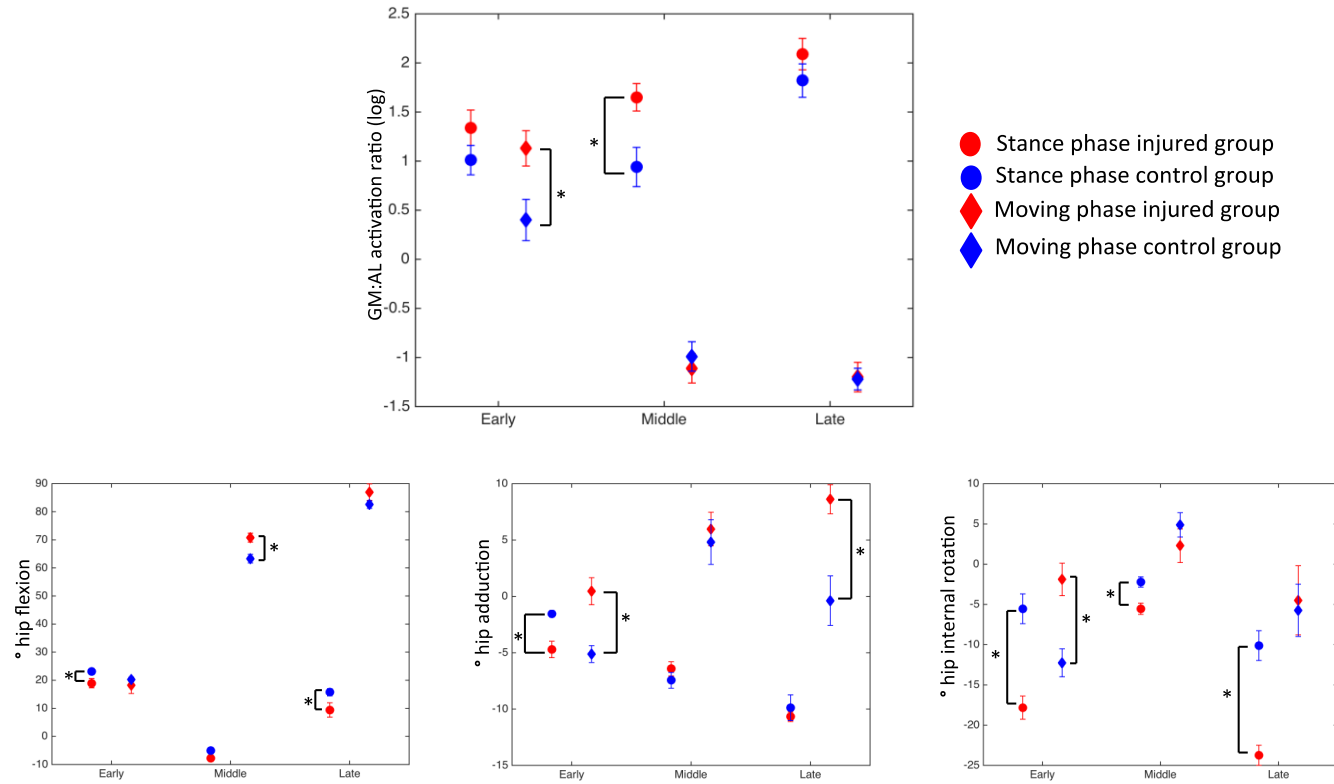 2.5
2
1.5
1
0.5
0
-0.5
-1
-1.5
GM:AL activation ratio (log)
*
*
Early
Middle
Late
Stance phase injured group
Stance phase control group
Moving phase injured group
Moving phase control group
90
80
70
60
50
40
30
20
10
0
-10
° hip flexion
*
*
*
Early
Middle
Late
10
5
0
-5
-10
-15
° hip adduction
*
*
*
Early
Middle
Late
10
5
0
-5
-10
-15
-20
-25
° hip internal rotation
*
*
*
*
Early
Middle
Late